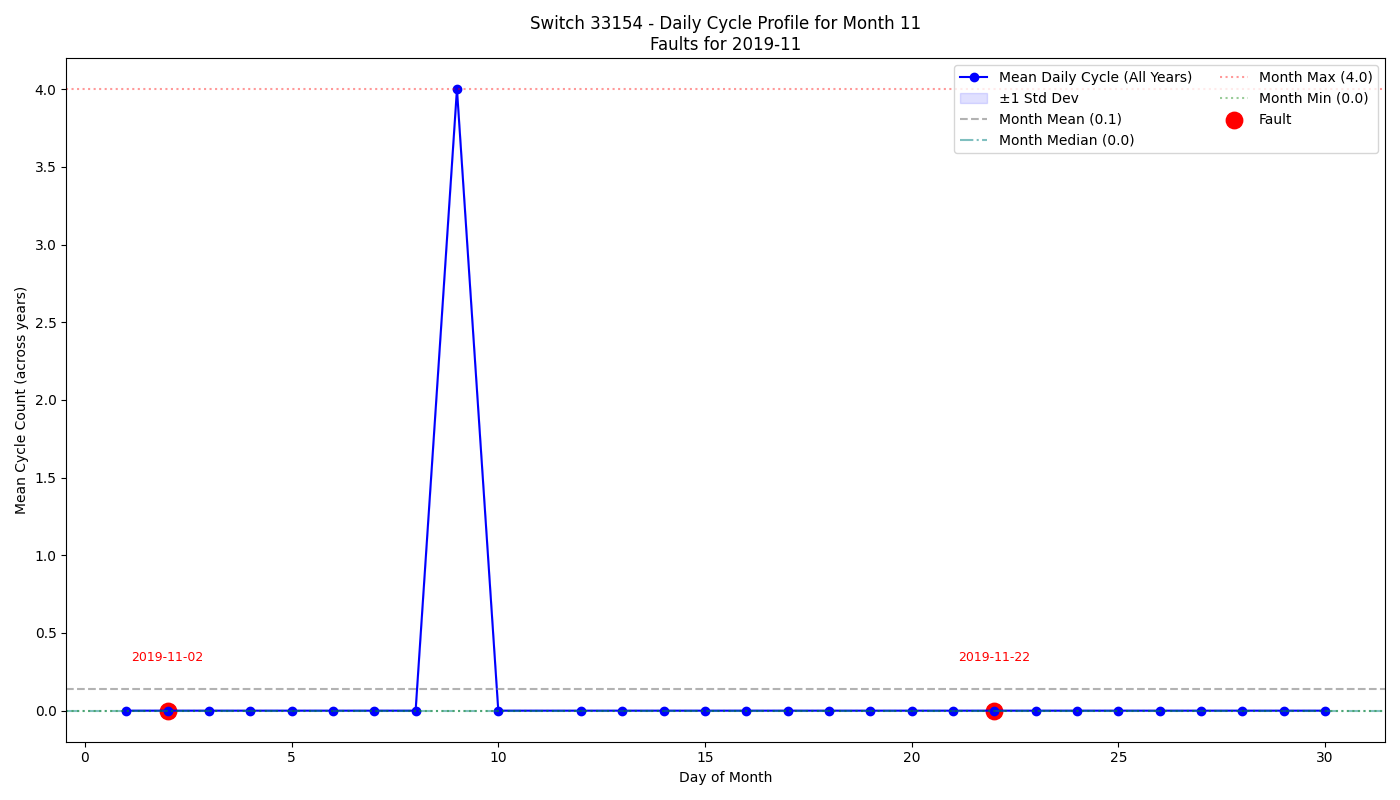 Switch 33154 - Daily Cycle Profile for Month 11
Faults for 2019-11
Mean Daily Cycle (All Years)
±1 Std Dev
Month Mean (0.1)
Month Median (0.0)
Month Max (4.0)
Month Min (0.0)
Fault
Mean Cycle Count (across years)
4.0
3.5
3.0
2.5
2.0
1.5
1.0
0.5
0.0
2019-11-02
2019-11-22
0
5
10
15
20
25
30
Day of Month